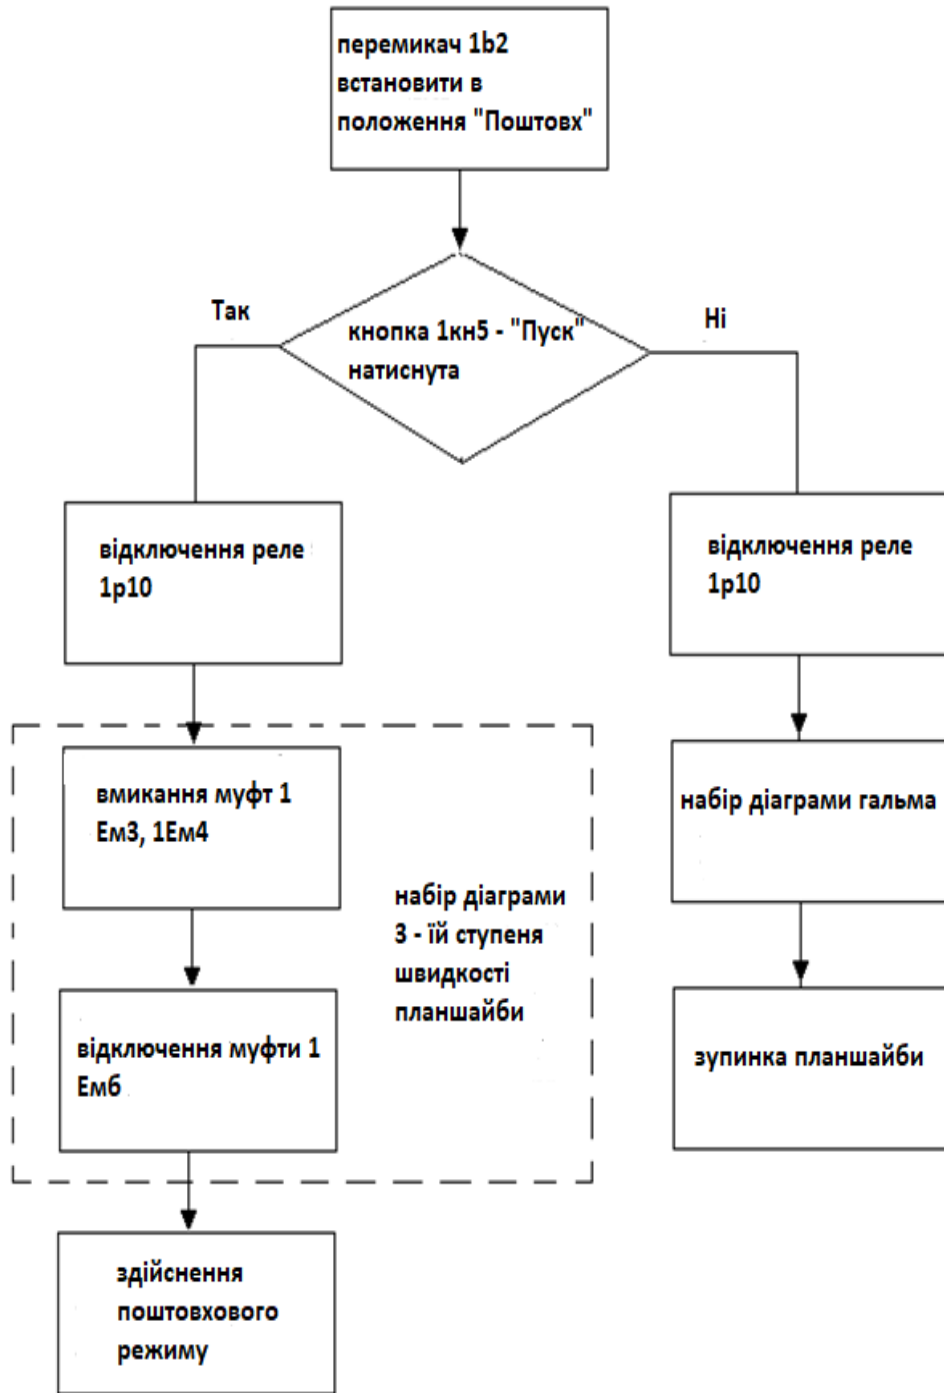 перемикач 1b2
встановити в
положення "Поштовх"
Так
Ні
кнопка 1кн5 - "Пуск"
натиснута
відключення реле
1р10
відключення реле
1р10
вмикання муфт 1
Ем3, 1Ем4
набір діаграми гальма
набір діаграми
3 - їй ступеня
швидкості
планшайби
відключення муфти 1
Ем6
зупинка планшайби
здійснення
поштовхового
режиму